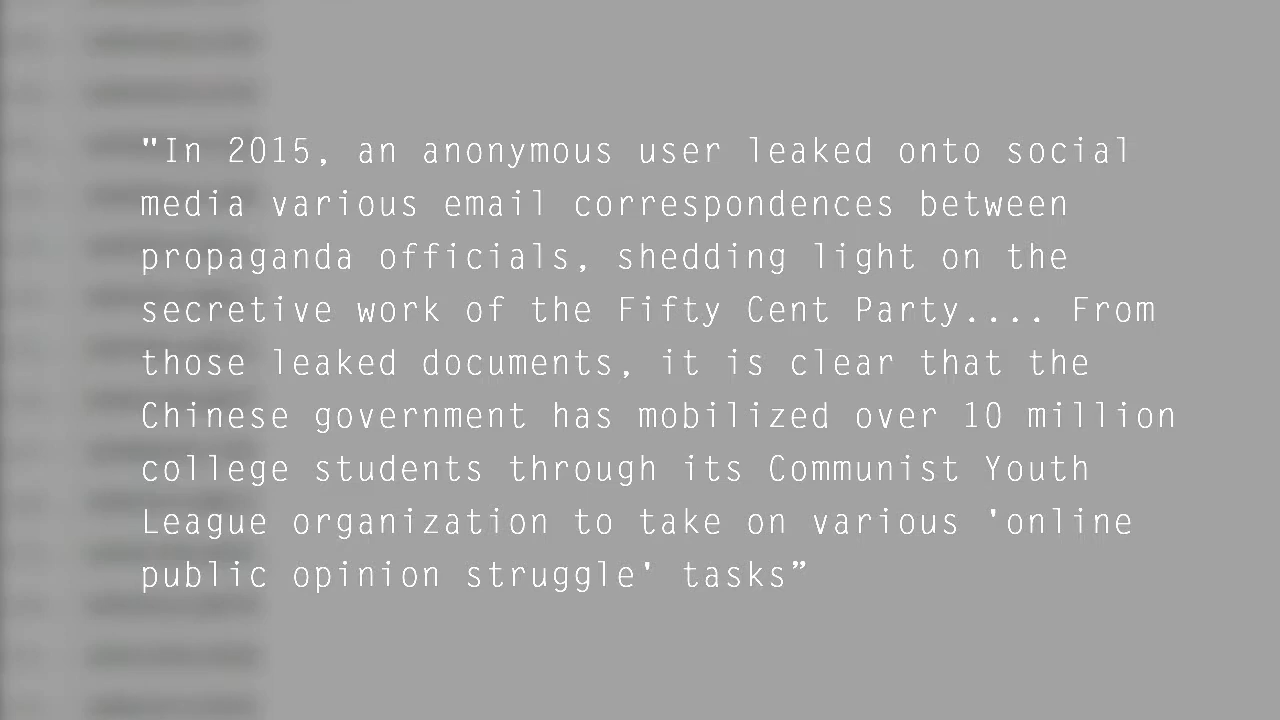 "In 2015, an anonymous user leaked onto social
media various email correspondences between
propaganda officials, shedding light on the
secretive work of the Fifty Cent Party.... From
those leaked documents, it is clear that the
Chinese government has mobilized over 10 million
college students through its Communist Youth
League organization to take on various 'online
public opinion struggle' tasks”